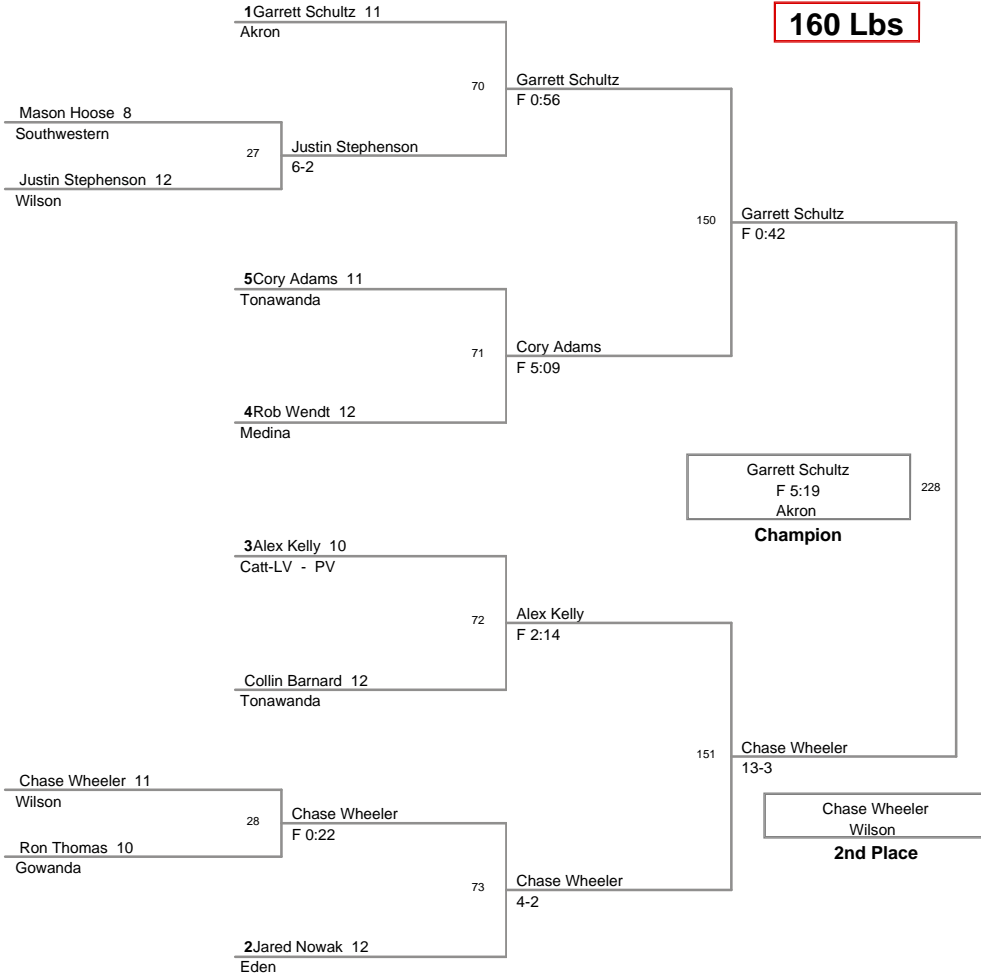 1Garrett Schultz 11
Akron
160 Lbs
70
Garrett Schultz
F 0:56
Mason Hoose 8
Southwestern
27
Justin Stephenson
6-2
Justin Stephenson 12
Wilson
150
Garrett Schultz
F 0:42
5Cory Adams 11
Tonawanda
71
Cory Adams
F 5:09
4Rob Wendt 12
Medina
Garrett Schultz
F 5:19
Akron
228
Champion
3Alex Kelly 10
Catt-LV - PV
72
Alex Kelly
F 2:14
Collin Barnard 12
Tonawanda
151
Chase Wheeler
13-3
Chase Wheeler 11
Wilson
28
Chase Wheeler
F 0:22
Ron Thomas 10
Gowanda
Chase Wheeler
Wilson
2nd Place
73
Chase Wheeler
4-2
2Jared Nowak 12
Eden